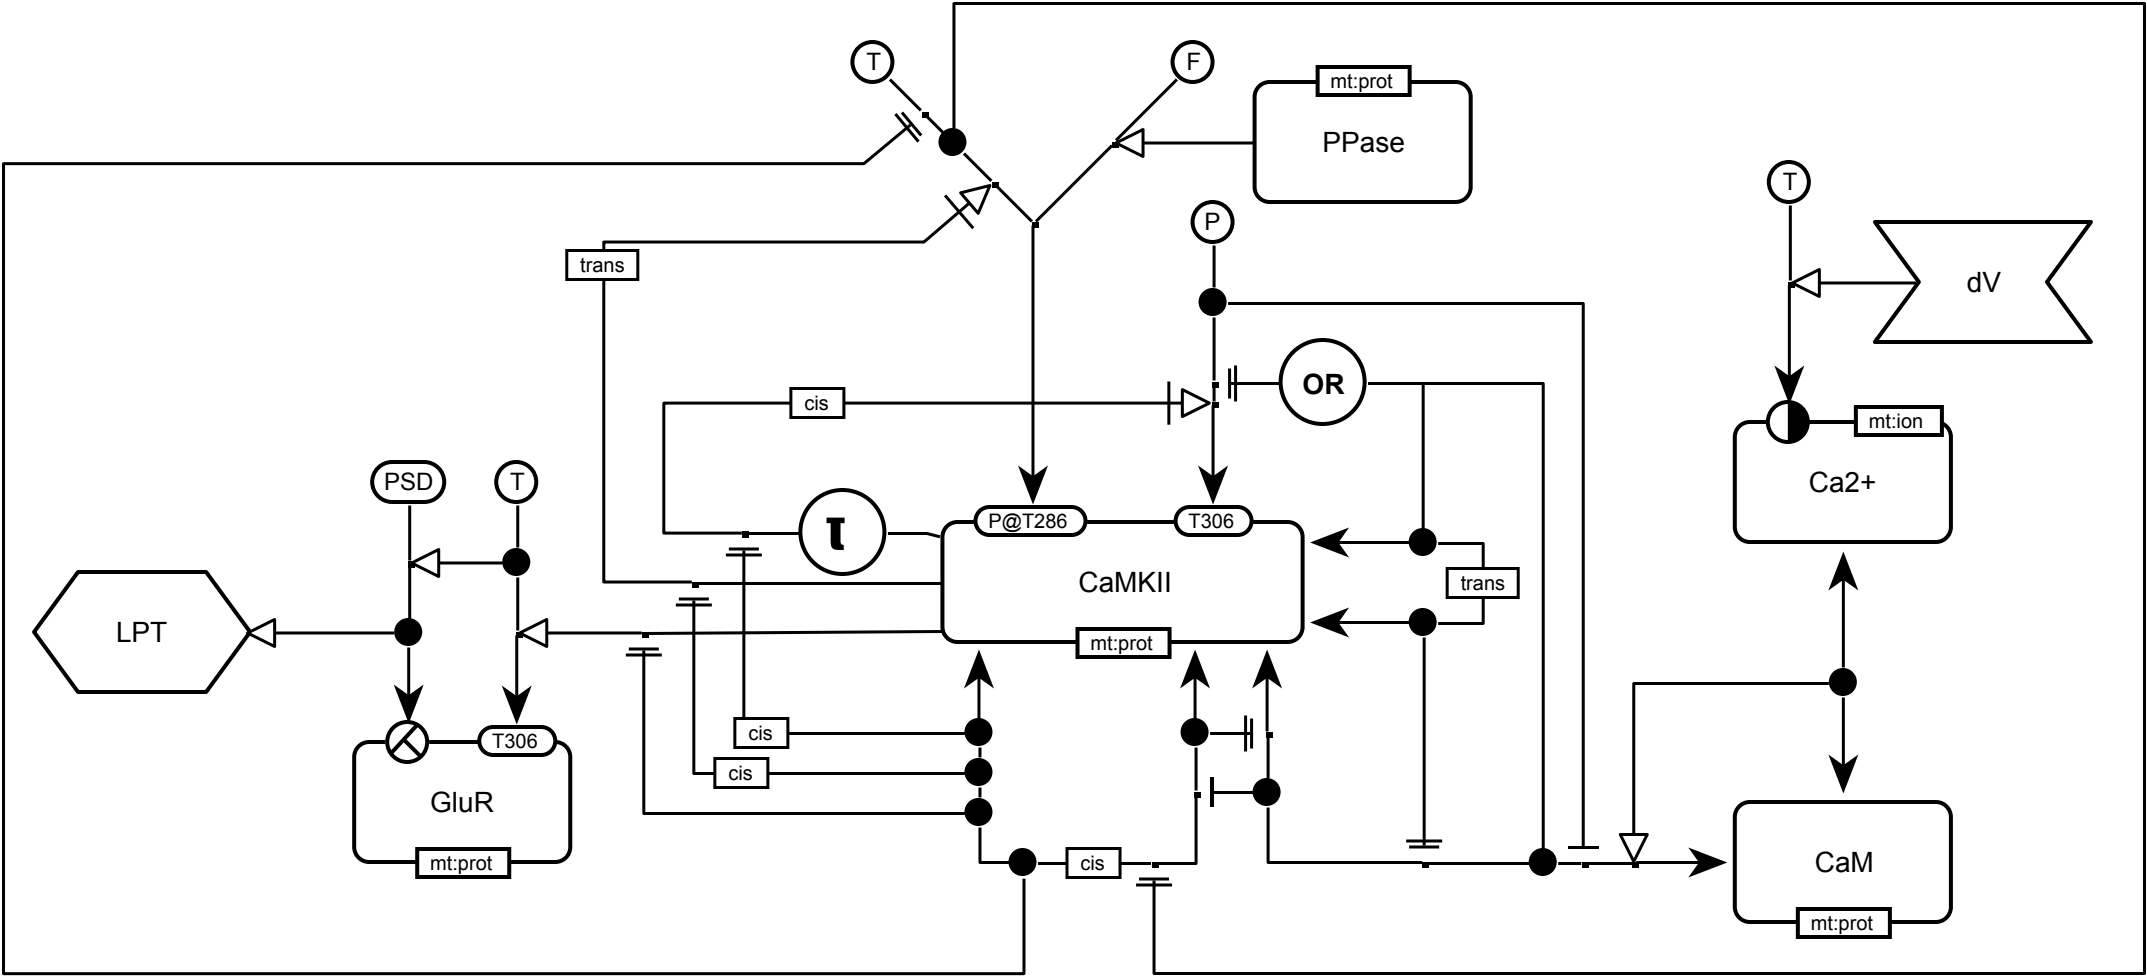 T
F
mt:prot
PPase
T
P
dV
trans
OR
cis
mt:ion
Ca2+
PSD
T
τ
P@T286
T306
CaMKII
trans
LPT
mt:prot
T306
cis
cis
GluR
mt:prot
cis
CaM
mt:prot